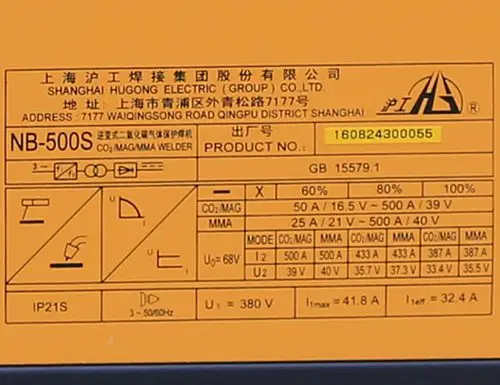 上海沪工焊接集团股份有限公司
SHANGHAI HUGONG ELECTRIC (GROUP) CO.,LTD.
地址: 上海市青浦区外青松路7177号
ADDRESS : 7177 WAIQINGSONG ROAD QINGPU DISTRICT SHANGHAI
沪工 HG ®
NB-500S 逆变式二氧化碳气体保护焊机
CO₂/MAG/MMA WELDER
出厂号
PRODUCT NO.:
160824300055
3~
GB 15579.1
X 60% 80% 100%
CO₂/MAG 50 A / 16.5 V ~ 500 A / 39 V
MMA 25 A / 21 V ~ 500 A / 40 V
U₀= 68V
MODE CO₂/MAG MMA CO₂/MAG MMA CO₂/MAG MMA
I 2 500 A 500 A 433 A 433 A 387 A 387 A
U 2 39 V 40 V 35.7 V 37.3 V 33.4 V 35.5 V
U I
U I
IP21S
3 ~ 50/60Hz
U 1 = 380 V
I1max = 41.8 A
I1eff = 32.4 A